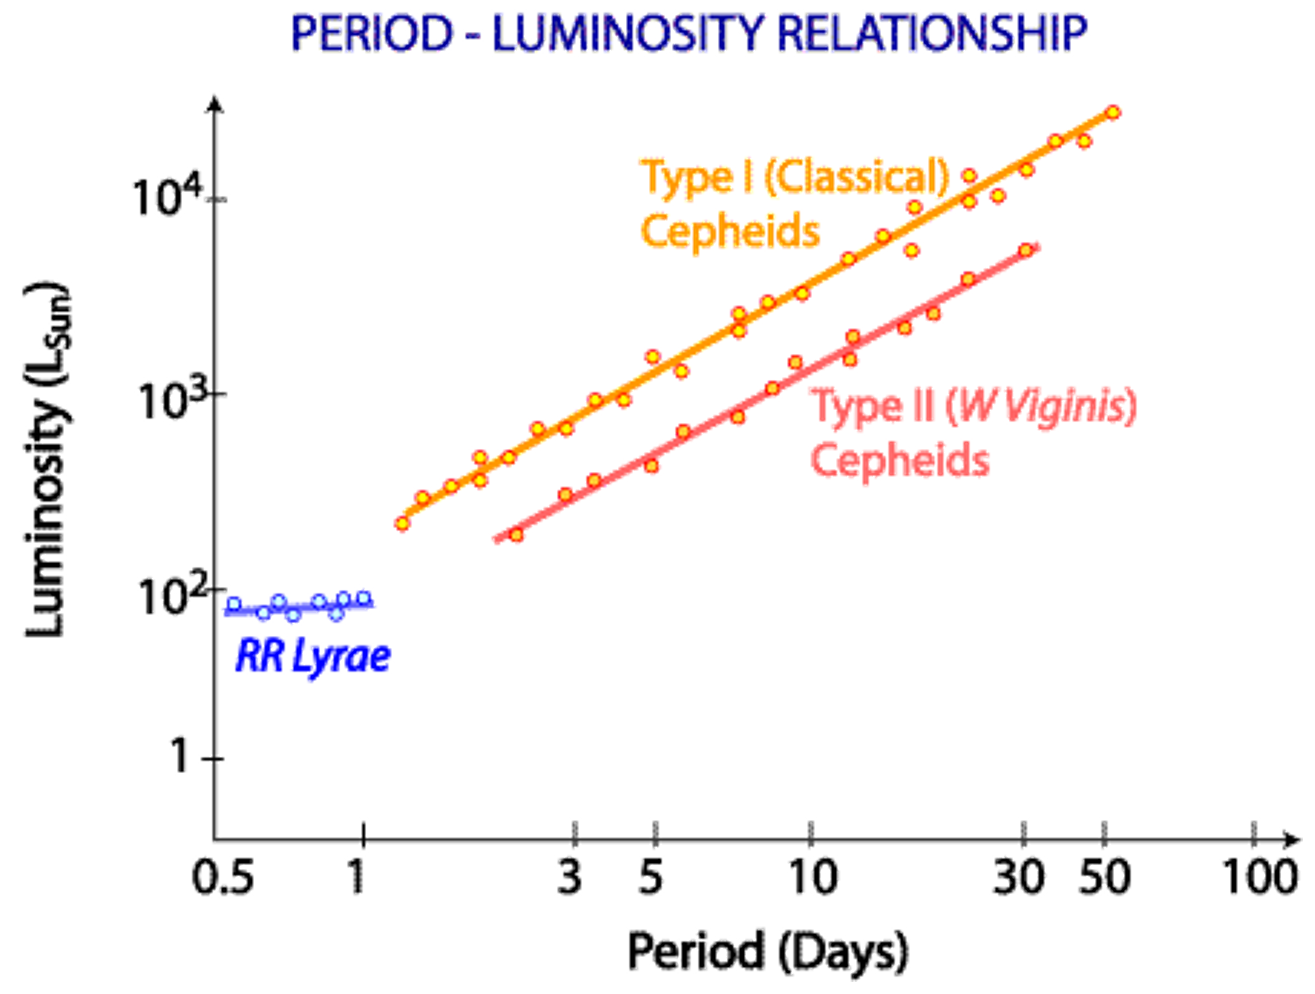 PERIOD - LUMINOSITY RELATIONSHIP
Type I (Classical)
Cepheids
Type II (W Viginis)
Cepheids
RR Lyrae
Luminosity (LSun)
10⁴
10³
10²
1
0.5 1 3 5 10 30 50 100
Period (Days)